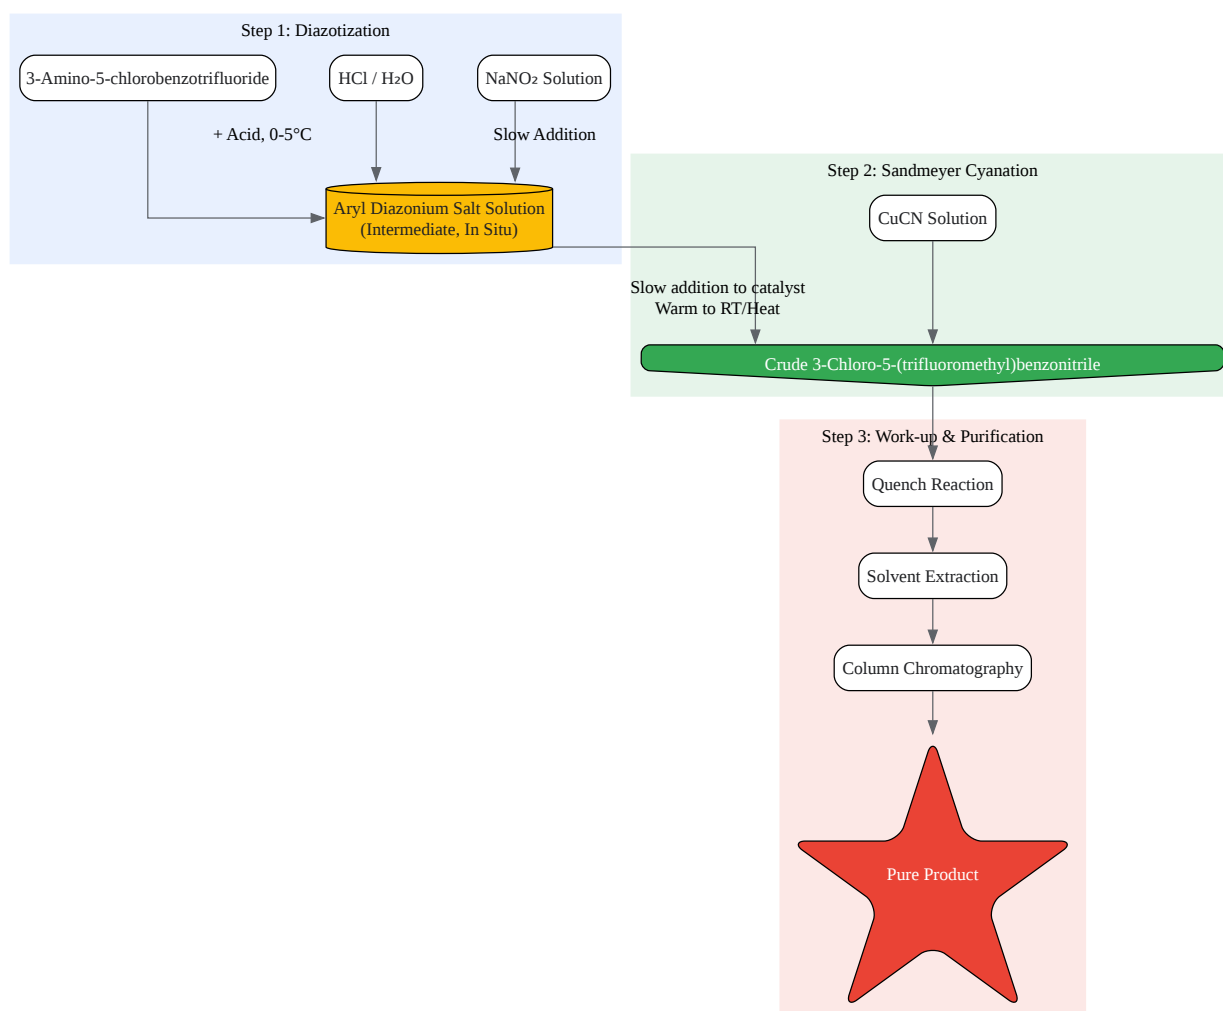 Step 1: Diazotization
3-Amino-5-chlorobenzotrifluoride
HCl / H₂O
NaNO₂ Solution
+ Acid, 0-5°C
Slow Addition
Aryl Diazonium Salt Solution
(Intermediate, In Situ)
Step 2: Sandmeyer Cyanation
CuCN Solution
Slow addition to catalyst
Warm to RT/Heat
Crude 3-Chloro-5-(trifluoromethyl)benzonitrile
Step 3: Work-up & Purification
Quench Reaction
Solvent Extraction
Column Chromatography
Pure Product